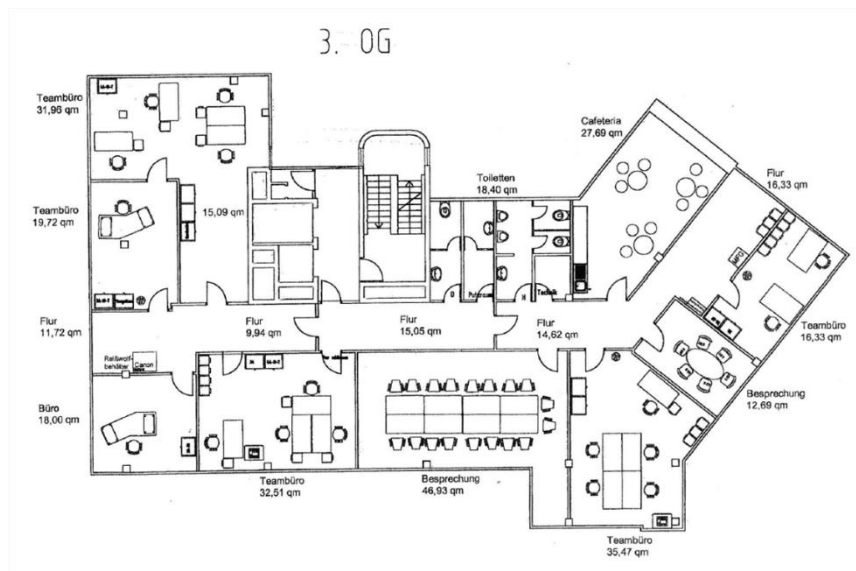 3. OG
Teambüro
31,96 qm
Cafeteria
27,69 qm
Toiletten
18,40 qm
Flur
16,33 qm
Teambüro
19,72 qm
15,09 qm
D
Putzraum
H
Technik
Flur
11,72 qm
Flur
9,94 qm
Flur
15,05 qm
Flur
14,62 qm
Teambüro
16,33 qm
Reißwolf-
behälter
Canon
Besprechung
12,69 qm
Büro
18,00 qm
Teambüro
32,51 qm
Besprechung
46,93 qm
Teambüro
35,47 qm